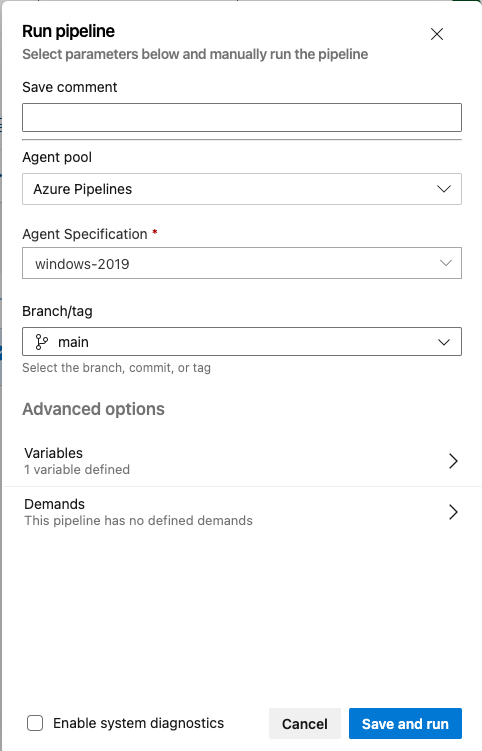 Run pipeline
Select parameters below and manually run the pipeline
Save comment
Agent pool
Azure Pipelines
Agent Specification *
windows-2019
Branch/tag
main
Select the branch, commit, or tag
Advanced options
Variables
1 variable defined
Demands
This pipeline has no defined demands
Enable system diagnostics
Cancel
Save and run